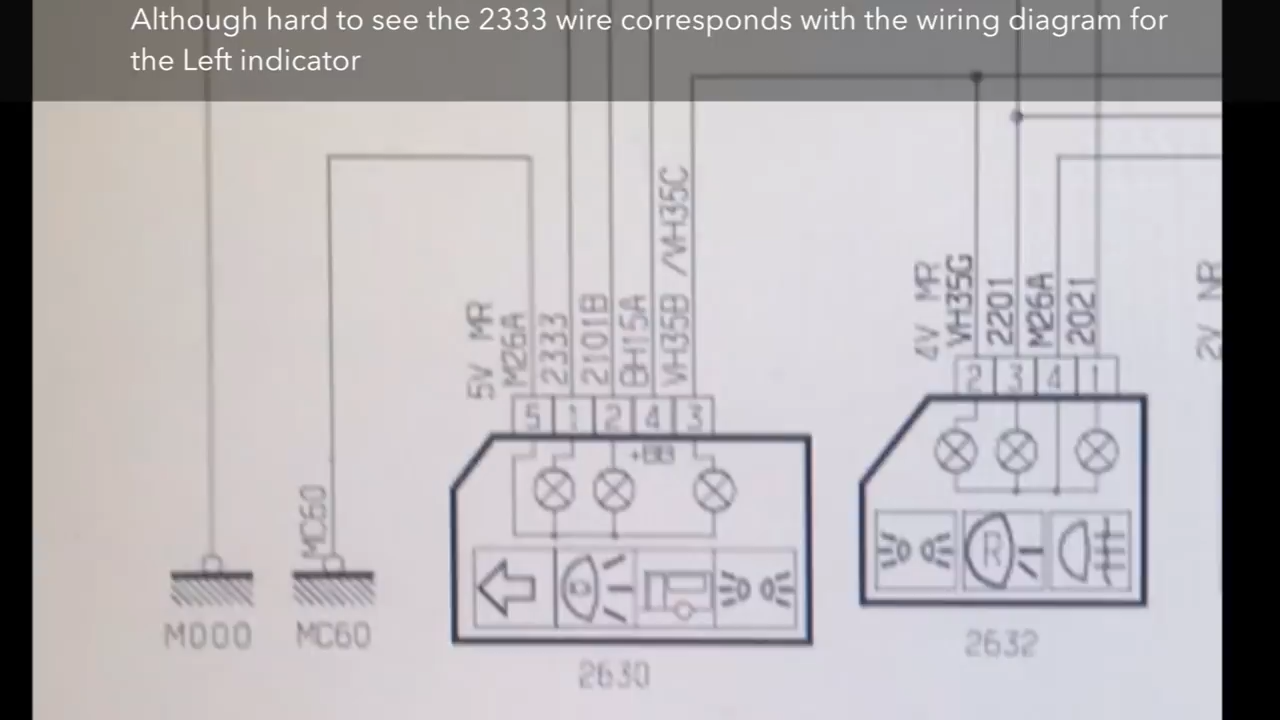 Although hard to see the 2333 wire corresponds with the wiring diagram for
the Left indicator
5V MR
M26A
2333
2101B
BH15A
VH35B /VH35C
4V MR
VH35G
2201
M26A
2021
2V NR
5 1 2 4 3
2 3 4 1
+BB
MC60
R
M000
MC60
2630
2632